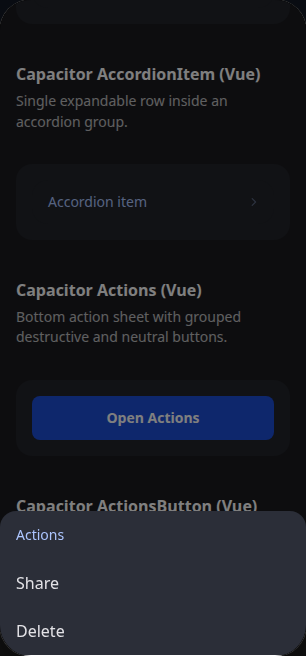 Capacitor AccordionItem (Vue)
Single expandable row inside an
accordion group.
Accordion item
Capacitor Actions (Vue)
Bottom action sheet with grouped
destructive and neutral buttons.
Open Actions
Capacitor ActionsButton (Vue)
Actions
Share
Delete